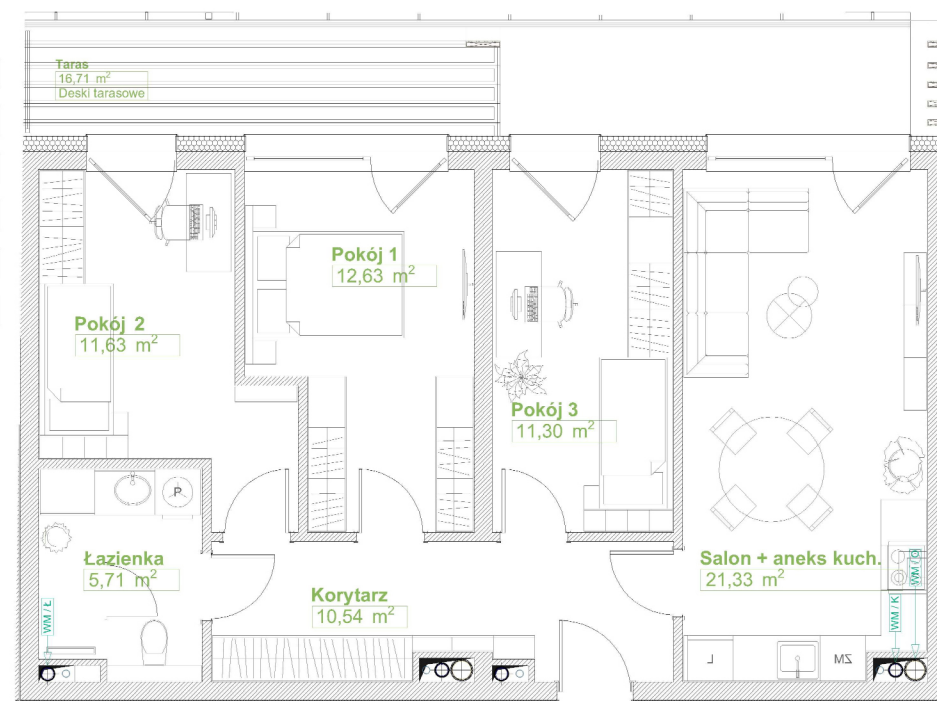 Taras
16,71 m²
Deski tarasowe
Pokój 1
12,63 m²
Pokój 2
11,63 m²
Pokój 3
11,30 m²
P
Łazienka
5,71 m²
Salon + aneks kuch.
21,33 m²
Korytarz
10,54 m²
WM / Ł
WM / K
WM / O
L
ZM